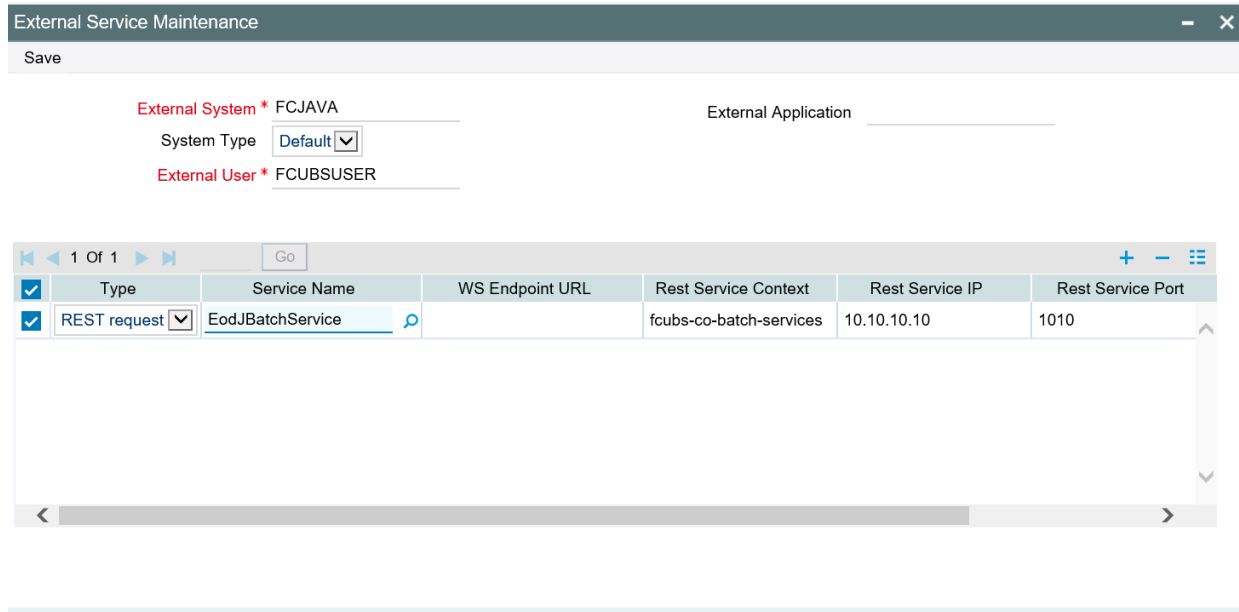 External Service Maintenance
Save
External System * FCJAVA
External Application
System Type Default
External User * FCUBSUSER
1 Of 1 Go
Type Service Name WS Endpoint URL Rest Service Context Rest Service IP Rest Service Port
REST request EodJBatchService fcubs-co-batch-services 10.10.10.10 1010